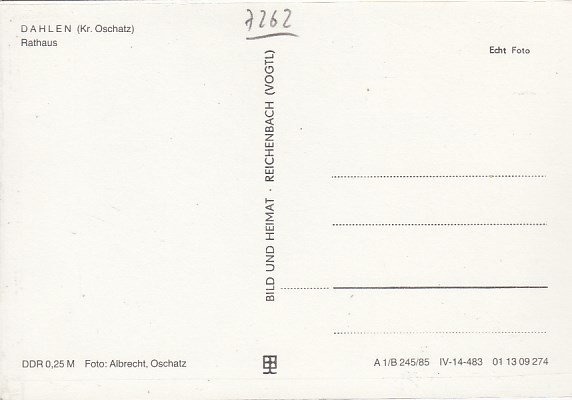 7262
DAHLEN (Kr. Oschatz)
Rathaus
Echt Foto
BILD UND HEIMAT · REICHENBACH (VOGTL)
DDR 0,25 M Foto: Albrecht, Oschatz
A 1/B 245/85 IV-14-483 01 13 09 274